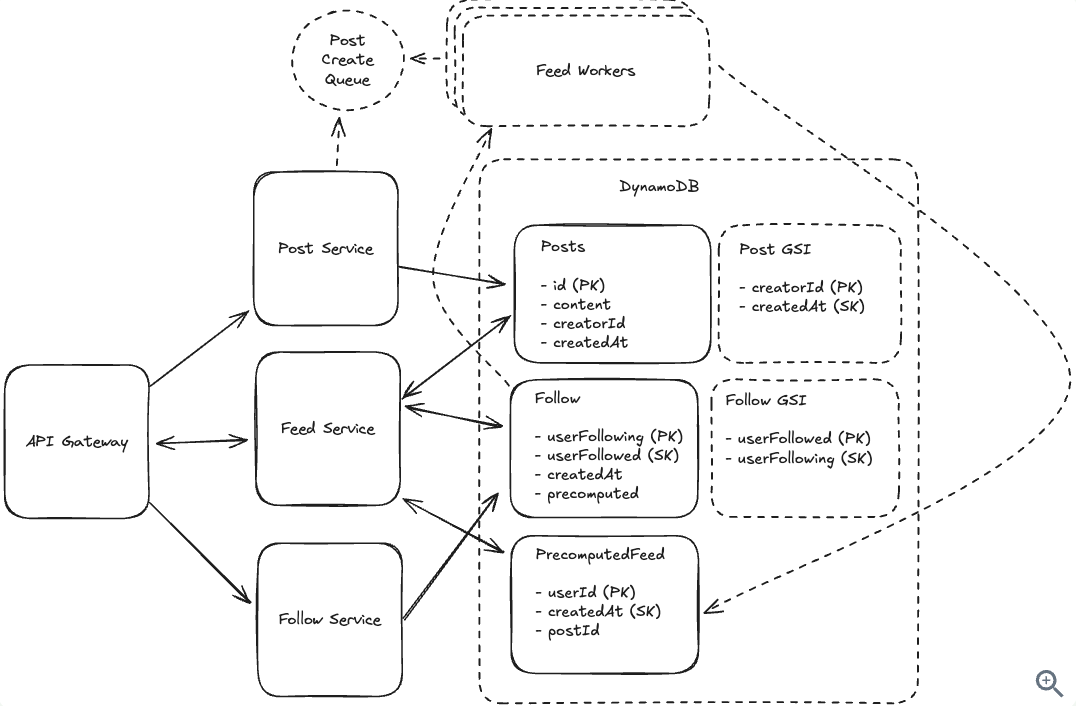 Post
Create
Queue
Feed Workers
DynamoDB
Post Service
Posts
- id (PK)
- content
- creatorId
- createdAt
Post GSI
- creatorId (PK)
- createdAt (SK)
API Gateway
Feed Service
Follow
- userFollowing (PK)
- userFollowed (SK)
- createdAt
- precomputed
Follow GSI
- userFollowed (PK)
- userFollowing (SK)
Follow Service
PrecomputedFeed
- userId (PK)
- createdAt (SK)
- postId